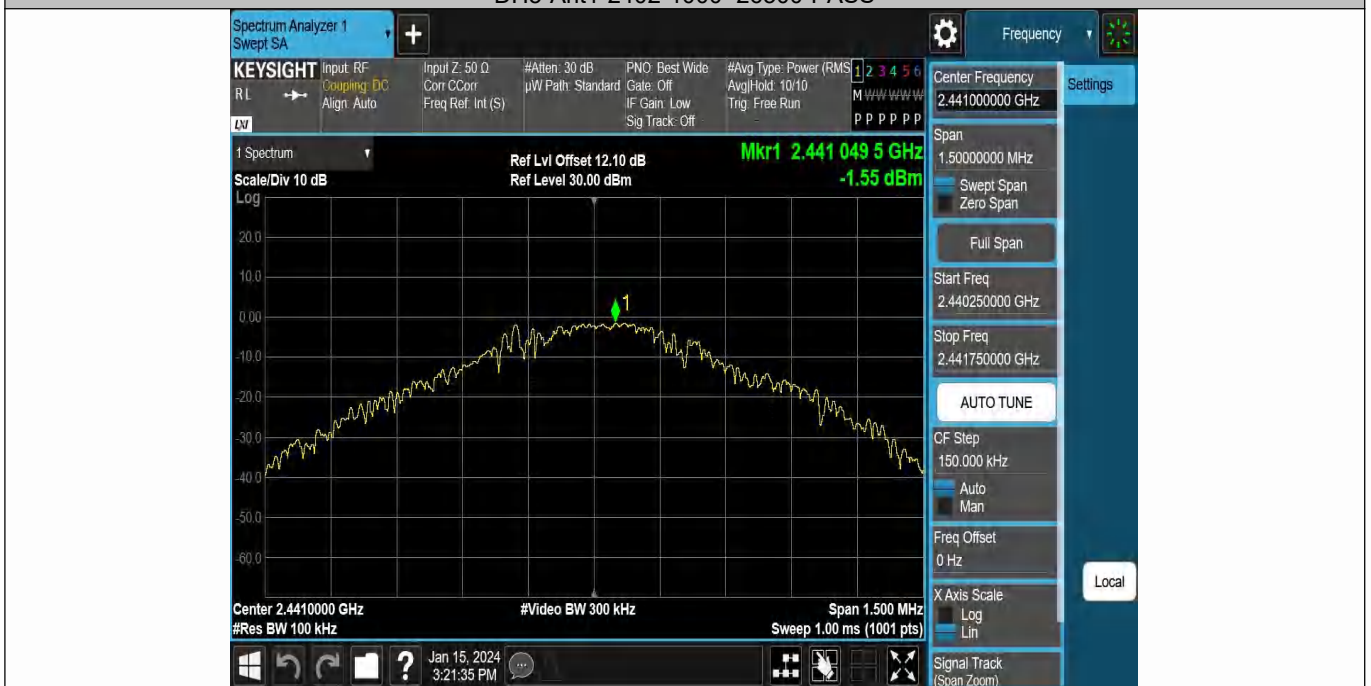 Spectrum Analyzer 1
Swept SA
Frequency
KEYSIGHT
RL
LXI
Input: RF
Coupling: DC
Align: Auto
Input Z: 50 Ω
Corr CCorr
Freq Ref: Int (S)
#Atten: 30 dB
µW Path: Standard
PNO: Best Wide
Gate: Off
IF Gain: Low
Sig Track: Off
#Avg Type: Power (RMS
Avg|Hold: 10/10
Trig: Free Run
1 2 3 4 5 6
M W W W W W
P P P P P P
1 Spectrum
Scale/Div 10 dB
Ref Lvl Offset 12.10 dB
Ref Level 30.00 dBm
Mkr1 2.441 049 5 GHz
-1.55 dBm
Log
20.0
10.0
0.00
-10.0
-20.0
-30.0
-40.0
-50.0
-60.0
1
Center 2.4410000 GHz
#Res BW 100 kHz
#Video BW 300 kHz
Span 1.500 MHz
Sweep 1.00 ms (1001 pts)
Jan 15, 2024
3:21:35 PM
Center Frequency
2.441000000 GHz
Settings
Span
1.50000000 MHz
Swept Span
Zero Span
Full Span
Start Freq
2.440250000 GHz
Stop Freq
2.441750000 GHz
AUTO TUNE
CF Step
150.000 kHz
Auto
Man
Freq Offset
0 Hz
X Axis Scale
Log
Lin
Local
Signal Track
(Span Zoom)